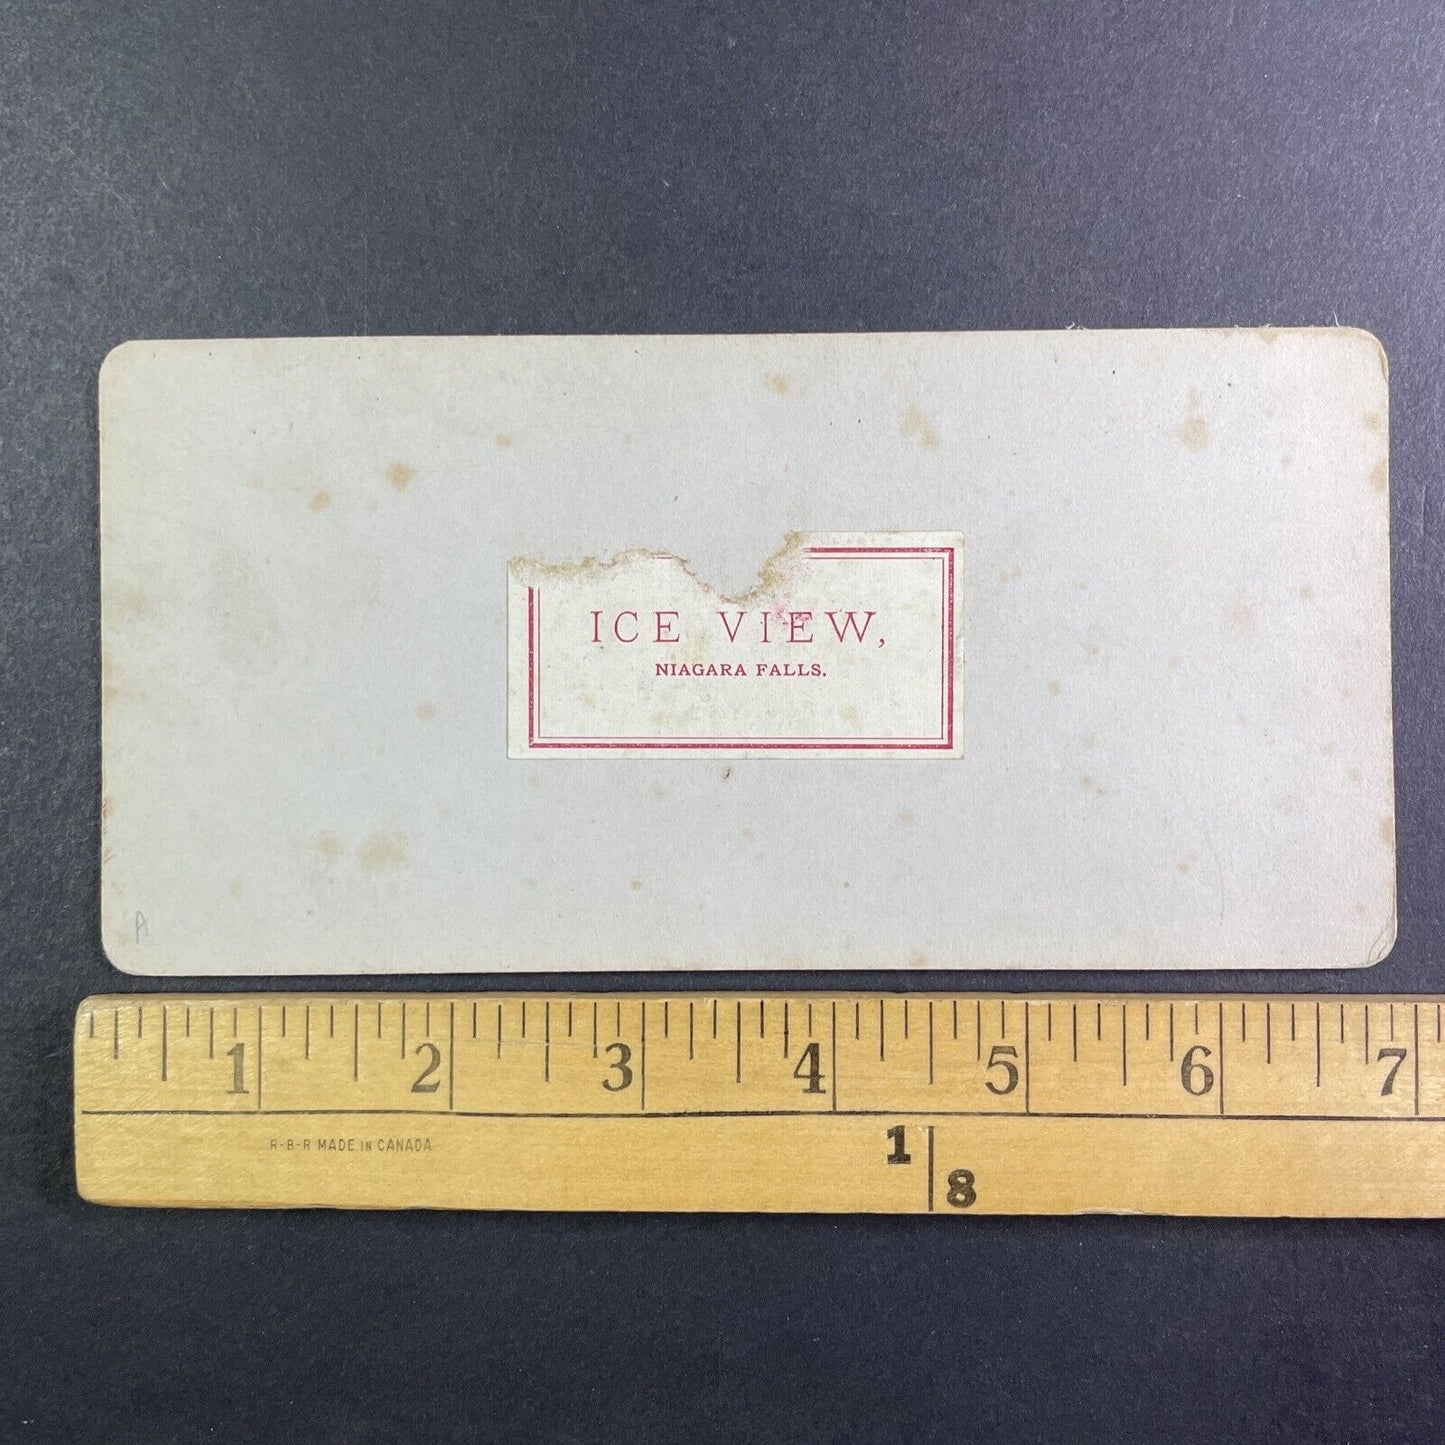 ICE VIEW,
NIAGARA FALLS.
A
1 2 3 4 5 6 7
R-B-R MADE IN CANADA
1
8